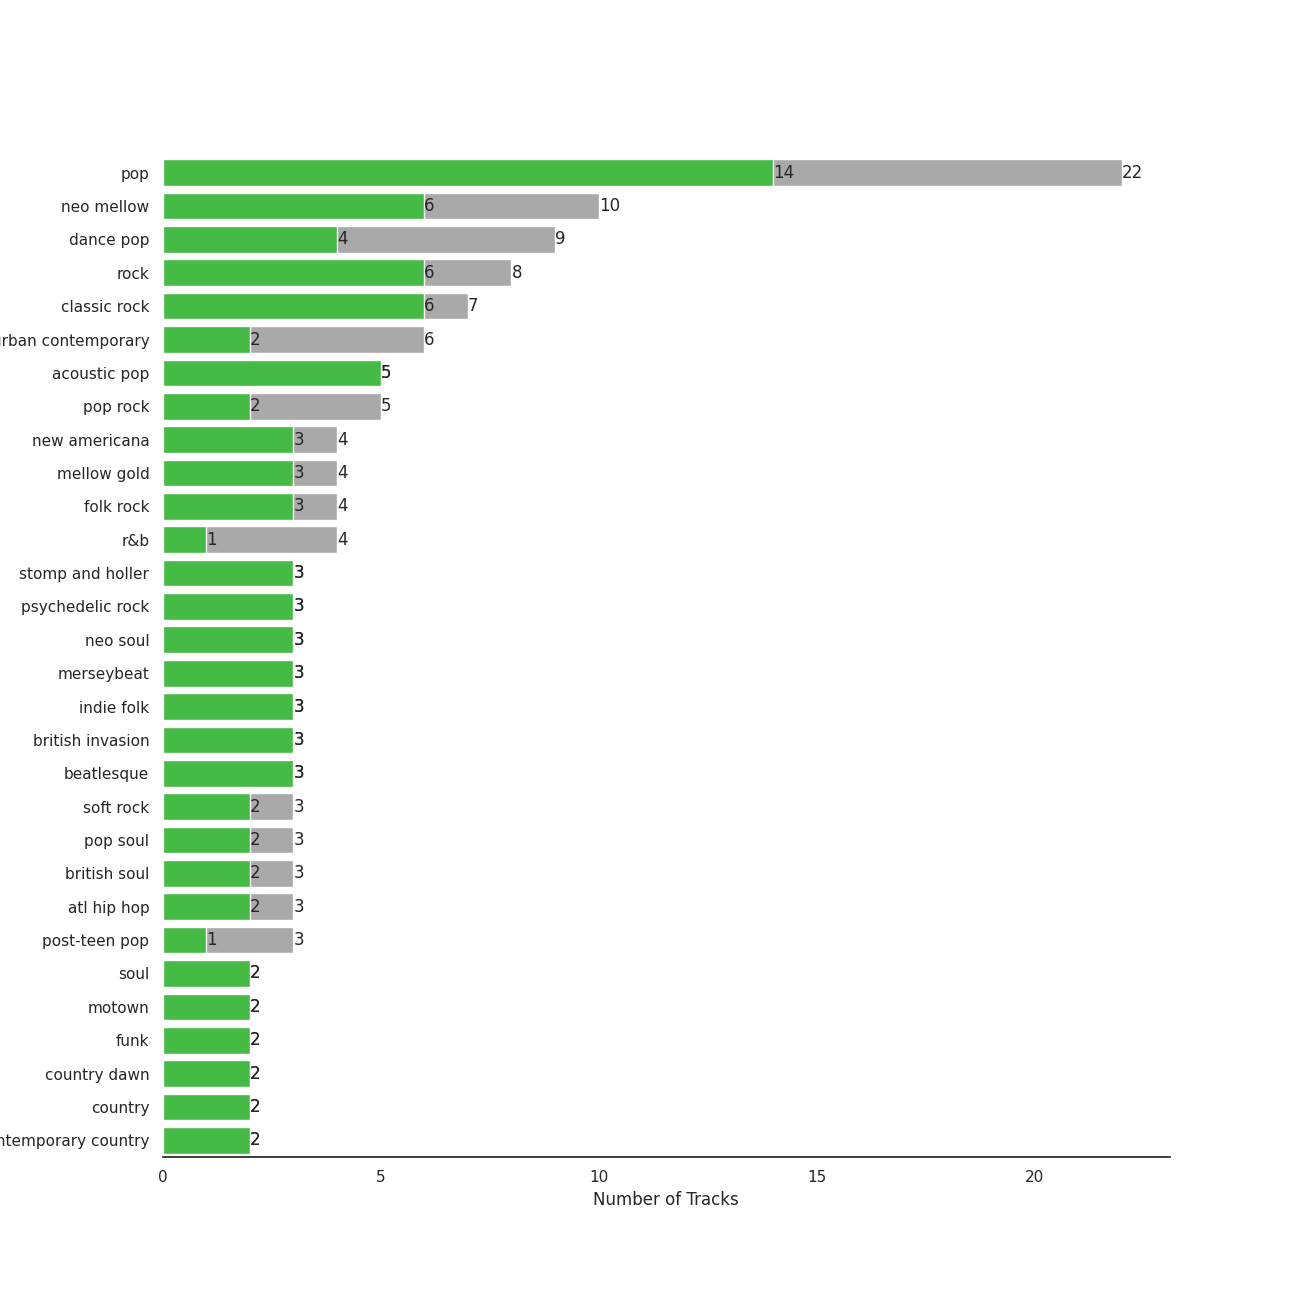 pop 14 22
neo mellow 6 10
dance pop 4 9
rock 6 8
classic rock 6 7
rban contemporary 2 6
acoustic pop 5
pop rock 2 5
new americana 3 4
mellow gold 3 4
folk rock 3 4
r&b 1 4
stomp and holler 3
psychedelic rock 3
neo soul 3
merseybeat 3
indie folk 3
british invasion 3
beatlesque 3
soft rock 2 3
pop soul 2 3
british soul 2 3
atl hip hop 2 3
post-teen pop 1 3
soul 2
motown 2
funk 2
country dawn 2
country 2
ntemporary country 2
0 5 10 15 20
Number of Tracks